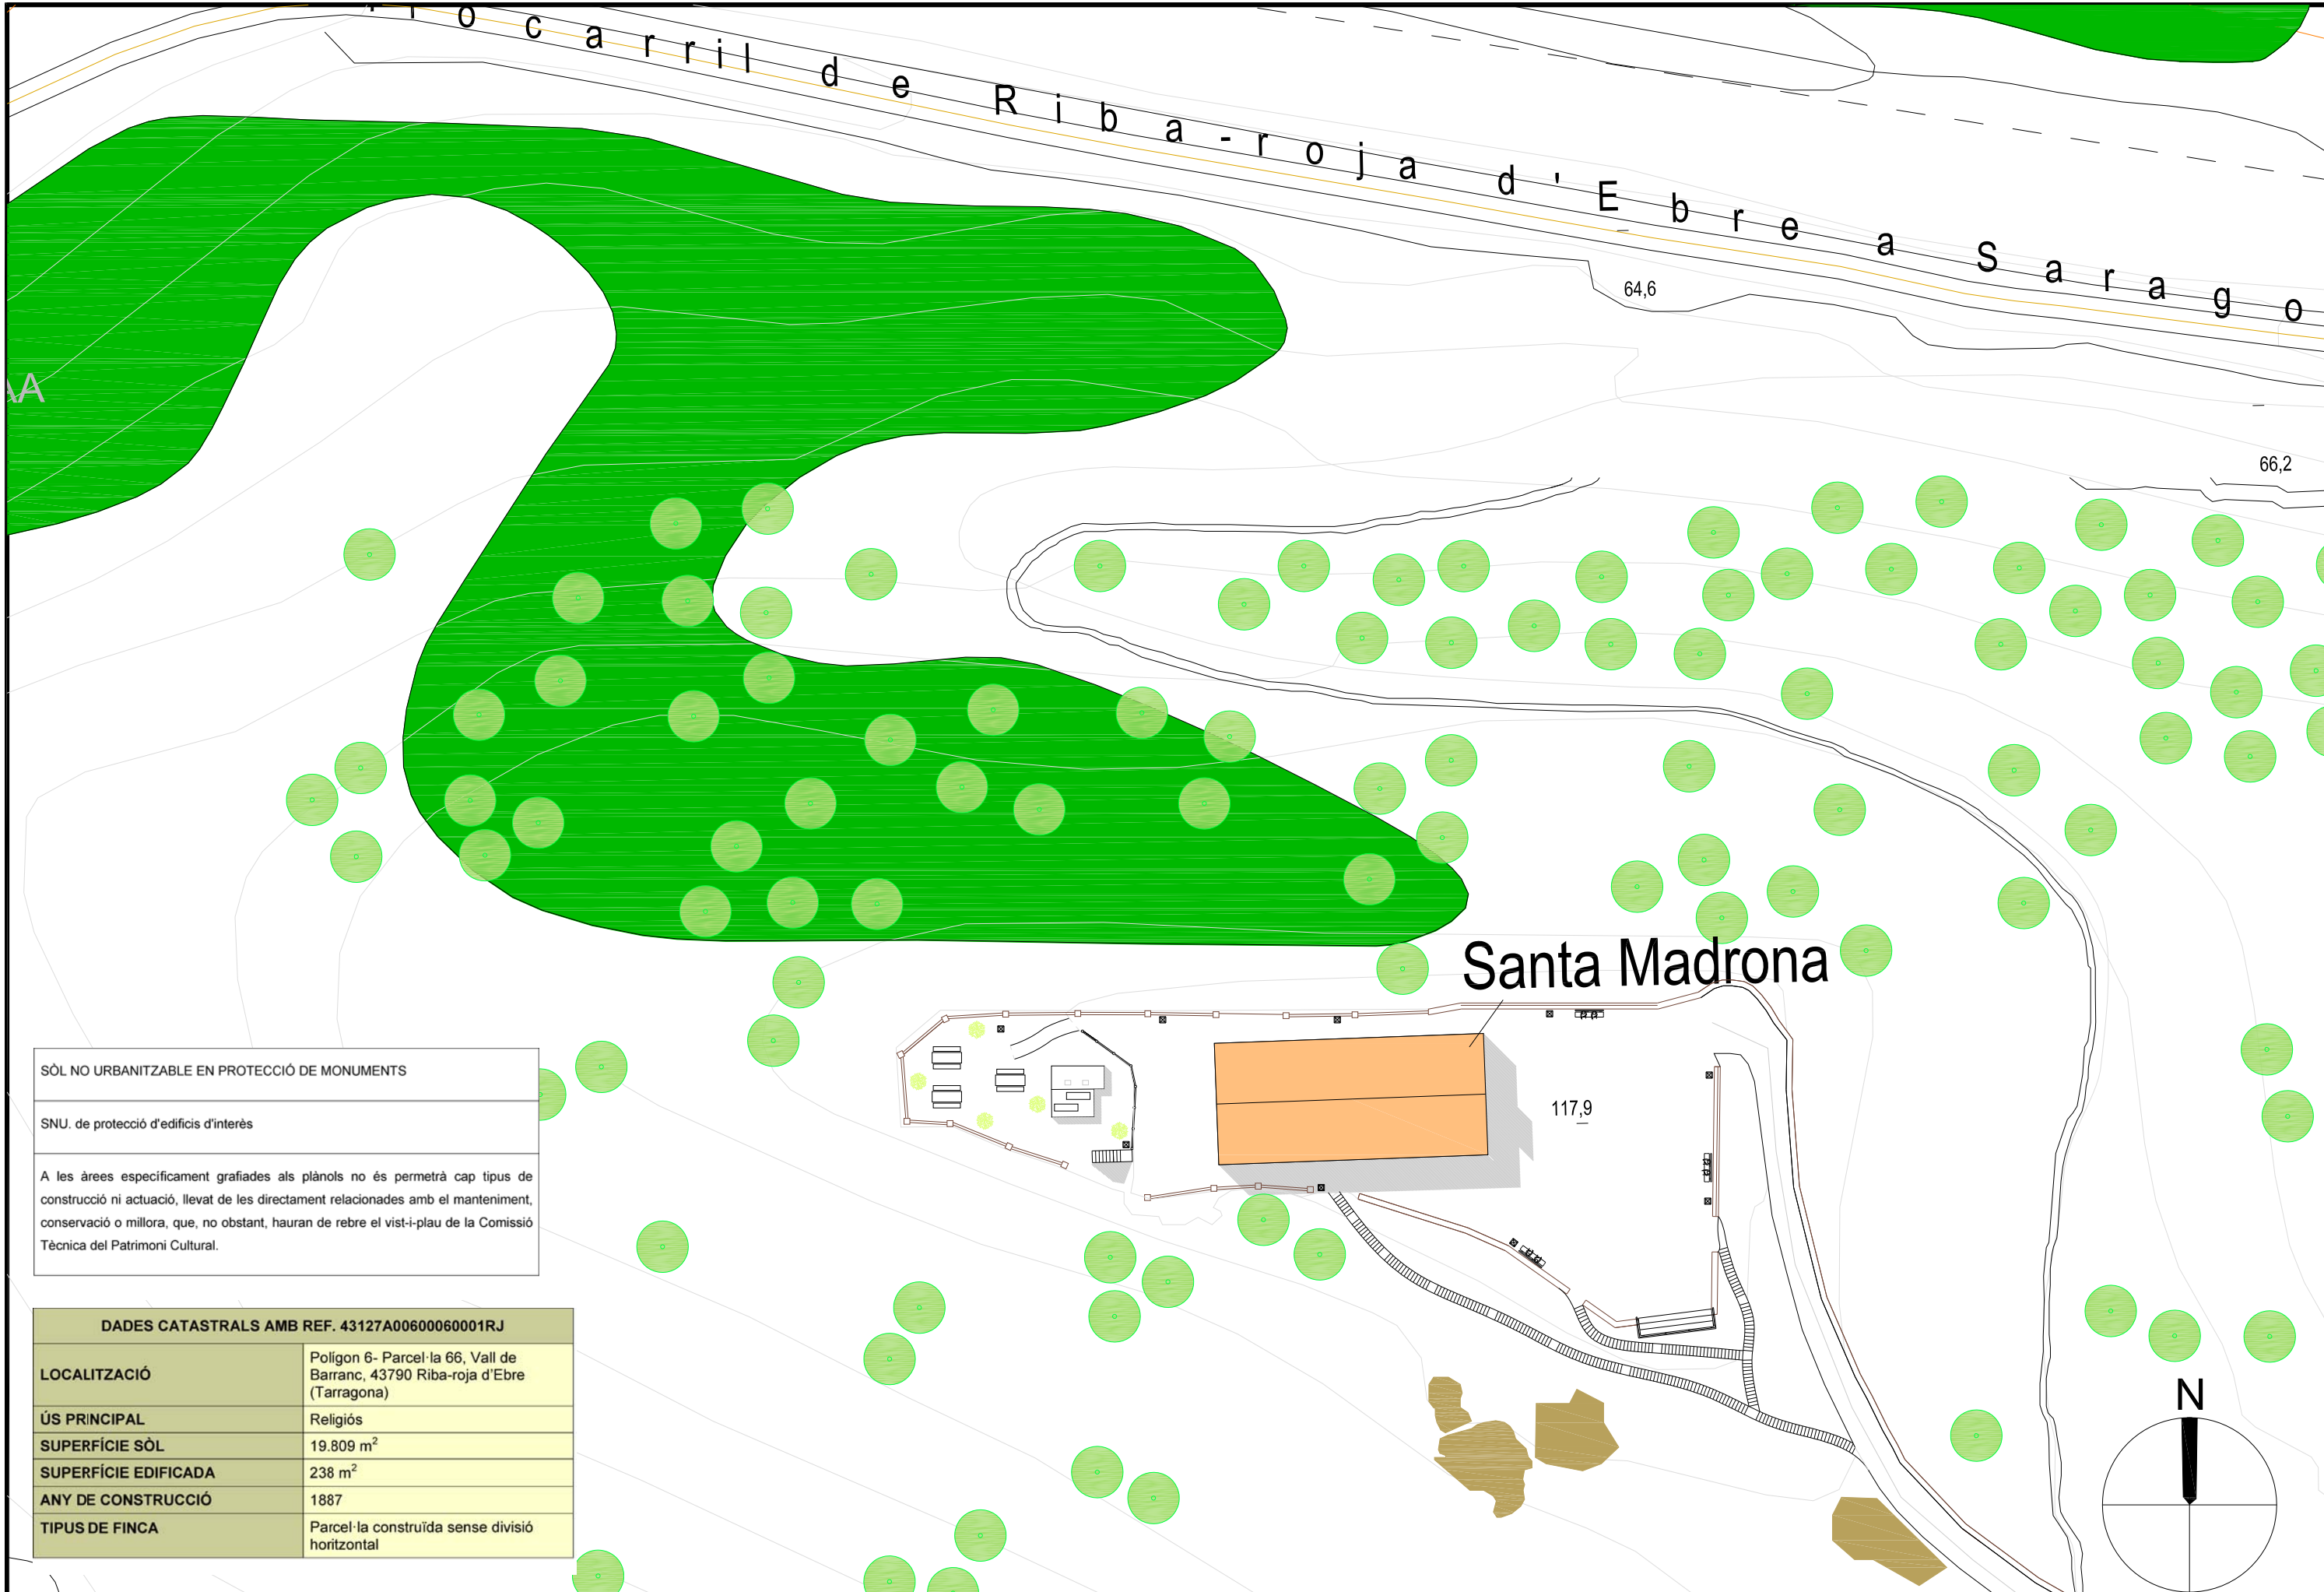 ocarril de Riba-roja d'Ebre a Sarago
64,6
AA
66,2
Santa Madrona
117,9
SÒL NO URBANITZABLE EN PROTECCIÓ DE MONUMENTS
SNU. de protecció d'edificis d'interès
A les àrees específicament grafiades als plànols no és permetrà cap tipus de
construcció ni actuació, llevat de les directament relacionades amb el manteniment,
conservació o millora, que, no obstant, hauran de rebre el vist-i-plau de la Comissió
Tècnica del Patrimoni Cultural.
DADES CATASTRALS AMB REF. 43127A00600060001RJ
LOCALITZACIÓ
Polígon 6- Parcel·la 66, Vall de
Barranc, 43790 Riba-roja d'Ebre
(Tarragona)
ÚS PRINCIPAL Religiós
SUPERFÍCIE SÒL 19.809 m²
SUPERFÍCIE EDIFICADA 238 m²
ANY DE CONSTRUCCIÓ 1887
TIPUS DE FINCA Parcel·la construïda sense divisió
horitzontal
N